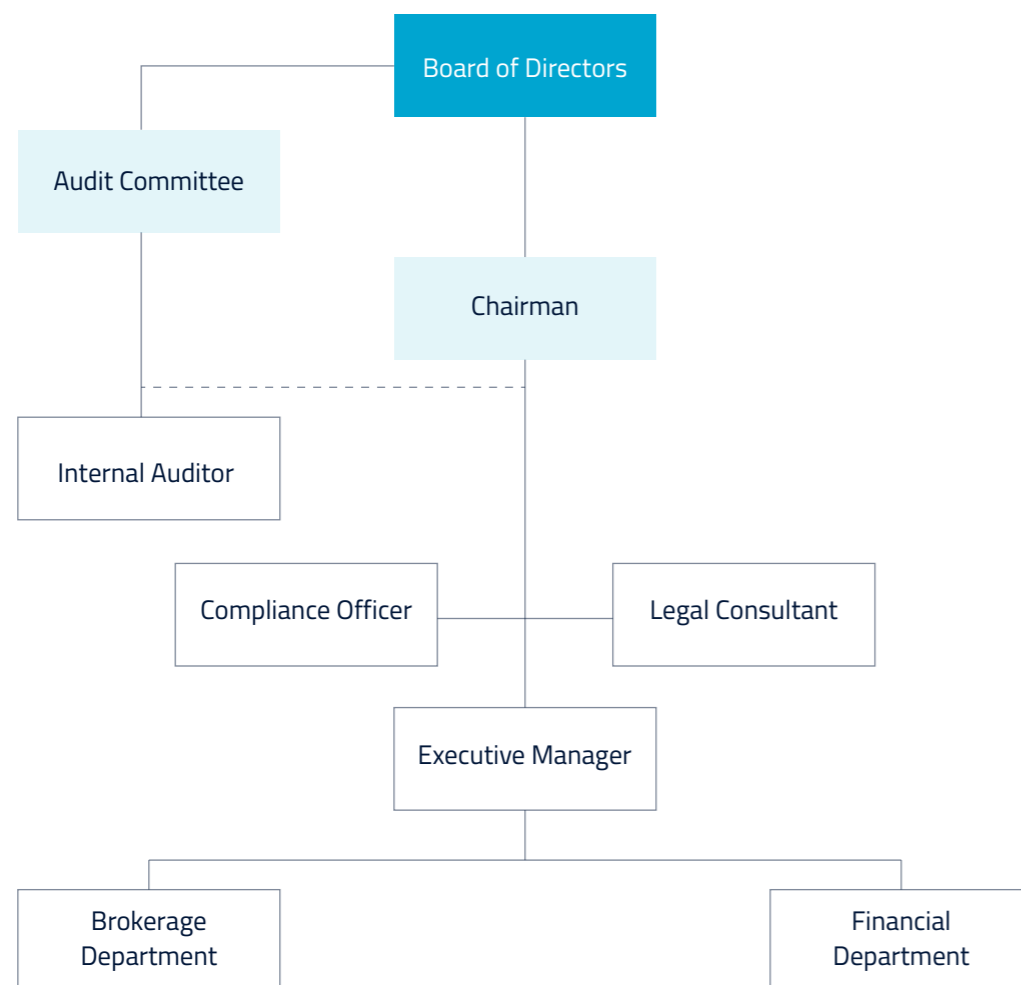 Board of Directors
Audit Committee
Chairman
Internal Auditor
Compliance Officer
Legal Consultant
Executive Manager
Brokerage
Department
Financial
Department